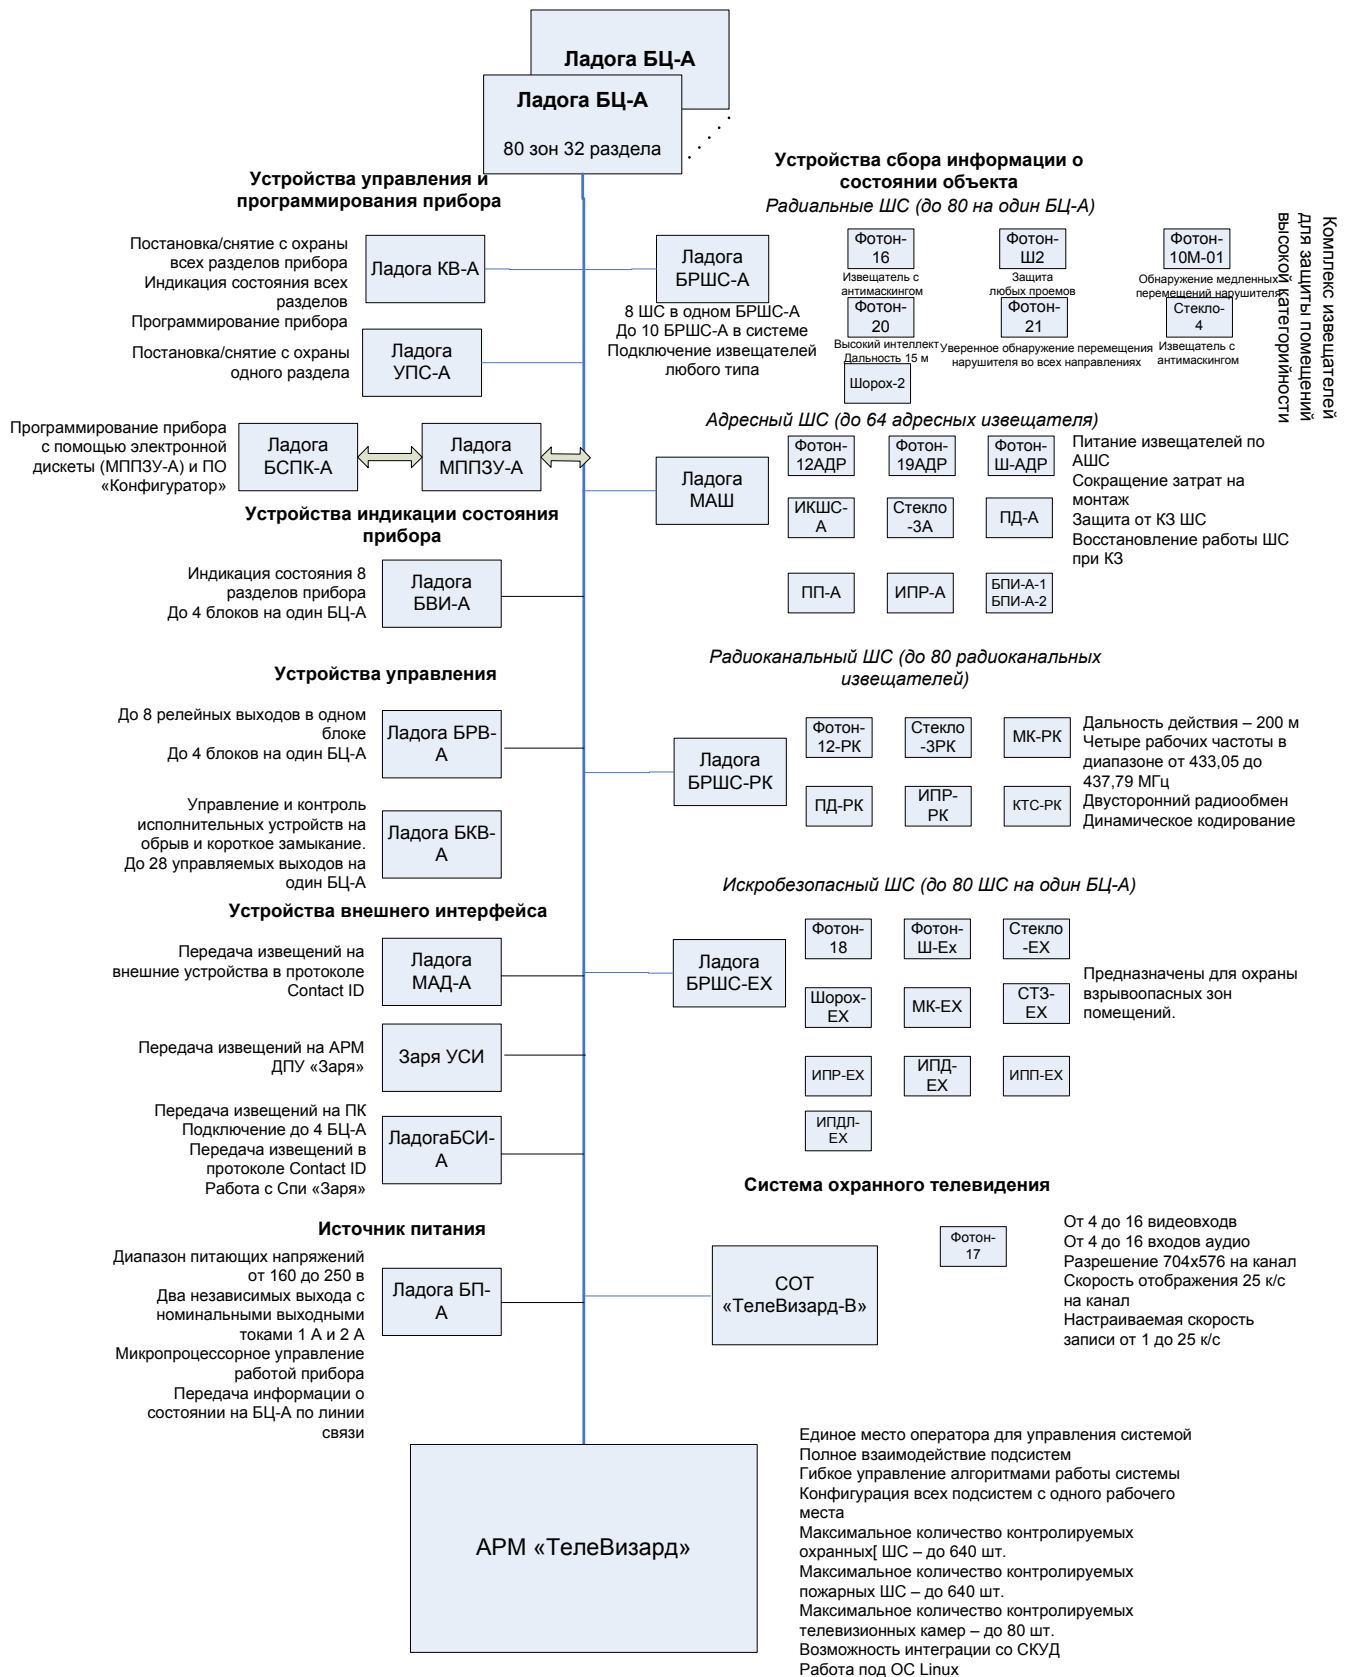 Ладога БЦ-А
Ладога БЦ-А
80 зон 32 раздела
Устройства управления и
программирования прибора
Постановка/снятие с охраны
всех разделов прибора
Индикация состояния всех
разделов
Программирование прибора
Ладога КВ-А
Постановка/снятие с охраны
одного раздела
Ладога
УПС-А
Программирование прибора
с помощью электронной
дискеты (МППЗУ-А) и ПО
«Конфигуратор»
Ладога
БСПК-А
Ладога
МППЗУ-А
Устройства индикации состояния
прибора
Индикация состояния 8
разделов прибора
До 4 блоков на один БЦ-А
Ладога
БВИ-А
Устройства управления
До 8 релейных выходов в одном
блоке
До 4 блоков на один БЦ-А
Ладога БРВ-
А
Управление и контроль
исполнительных устройств на
обрыв и короткое замыкание.
До 28 управляемых выходов на
один БЦ-А
Ладога БКВ-
А
Устройства внешнего интерфейса
Передача извещений на
внешние устройства в протоколе
Contact ID
Ладога
МАД-А
Передача извещений на АРМ
ДПУ «Заря»
Заря УСИ
Передача извещений на ПК
Подключение до 4 БЦ-А
Передача извещений в
протоколе Contact ID
Работа с Спи «Заря»
ЛадогаБСИ-
А
Источник питания
Диапазон питающих напряжений
от 160 до 250 в
Два независимых выхода с
номинальными выходными
токами 1 А и 2 А
Микропроцессорное управление
работой прибора
Передача информации о
состоянии на БЦ-А по линии
связи
Ладога БП-
А
Устройства сбора информации о
состоянии объекта
Радиальные ШС (до 80 на один БЦ-А)
Ладога
БРШС-А
8 ШС в одном БРШС-А
До 10 БРШС-А в системе
Подключение извещателей
любого типа
Фотон-
16
Извещатель с
антимаскингом
Фотон-
Ш2
Защита
любых проемов
Фотон-
10М-01
Обнаружение медленных
перемещений нарушителя
Фотон-
20
Высокий интеллект
Дальность 15 м
Фотон-
21
Уверенное обнаружение перемещения
нарушителя во всех направлениях
Стекло-
4
Извещатель с
антимаскингом
Шорох-2
Комплекс извещателей
для защиты помещений
высокой категорийности
Адресный ШС (до 64 адресных извещателя)
Ладога
МАШ
Фотон-
12АДР
Фотон-
19АДР
Фотон-
Ш-АДР
ИКШС-
А
Стекло
-3А
ПД-А
ПП-А
ИПР-А
БПИ-А-1
БПИ-А-2
Питание извещателей по
АШС
Сокращение затрат на
монтаж
Защита от КЗ ШС
Восстановление работы ШС
при КЗ
Радиоканальный ШС (до 80 радиоканальных
извещателей)
Ладога
БРШС-РК
Фотон-
12-РК
Стекло
-3РК
МК-РК
ПД-РК
ИПР-
РК
КТС-РК
Дальность действия – 200 м
Четыре рабочих частоты в
диапазоне от 433,05 до
437,79 МГц
Двусторонний радиообмен
Динамическое кодирование
Искробезопасный ШС (до 80 ШС на один БЦ-А)
Ладога
БРШС-ЕХ
Фотон-
18
Фотон-
Ш-Ех
Стекло
-ЕХ
Шорох-
ЕХ
МК-ЕХ
СТЗ-
ЕХ
ИПР-ЕХ
ИПД-
ЕХ
ИПП-ЕХ
ИПДЛ-
ЕХ
Предназначены для охраны
взрывоопасных зон
помещений.
Система охранного телевидения
СОТ
«ТелеВизард-В»
Фотон-
17
От 4 до 16 видеовходв
От 4 до 16 входов аудио
Разрешение 704х576 на канал
Скорость отображения 25 к/с
на канал
Настраиваемая скорость
записи от 1 до 25 к/с
АРМ «ТелеВизард»
Единое место оператора для управления системой
Полное взаимодействие подсистем
Гибкое управление алгоритмами работы системы
Конфигурация всех подсистем с одного рабочего
места
Максимальное количество контролируемых
охранных[ ШС – до 640 шт.
Максимальное количество контролируемых
пожарных ШС – до 640 шт.
Максимальное количество контролируемых
телевизионных камер – до 80 шт.
Возможность интеграции со СКУД
Работа под ОС Linux